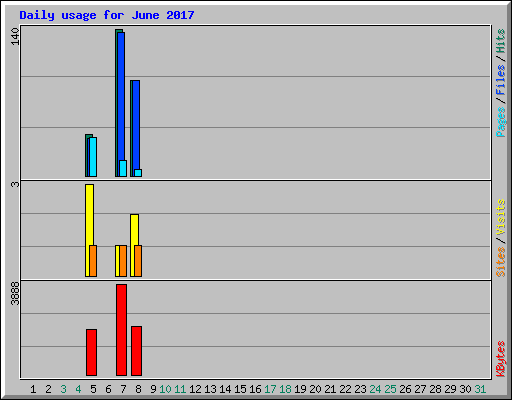 Daily usage for June 2017
140
Pages / Files / Hits
3
Sites / Visits
3888
KBytes
1 2 3 4 5 6 7 8 9 10 11 12 13 14 15 16 17 18 19 20 21 22 23 24 25 26 27 28 29 30 31